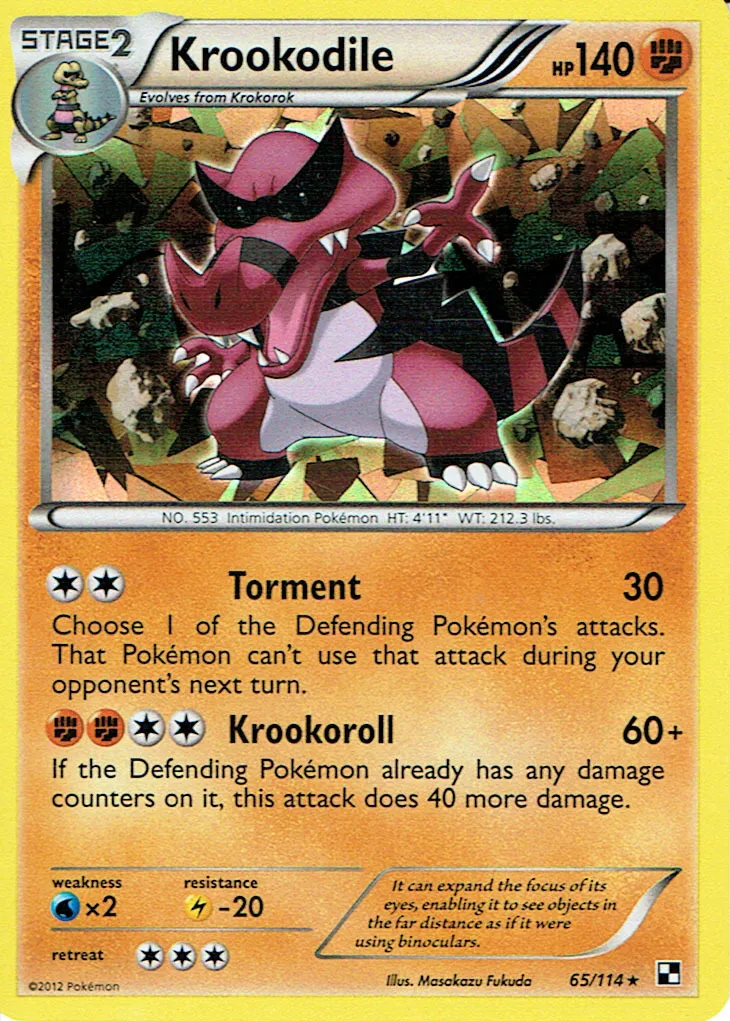 STAGE2
Krookodile
HP140
Evolves from Krokorok
NO. 553 Intimidation Pokémon HT: 4'11" WT: 212.3 lbs.
Torment 30
Choose 1 of the Defending Pokémon's attacks.
That Pokémon can't use that attack during your
opponent's next turn.
Krookoroll 60+
If the Defending Pokémon already has any damage
counters on it, this attack does 40 more damage.
weakness resistance
×2 -20
retreat
It can expand the focus of its
eyes, enabling it to see objects in
the far distance as if it were
using binoculars.
©2012 Pokémon
Illus. Masakazu Fukuda 65/114★